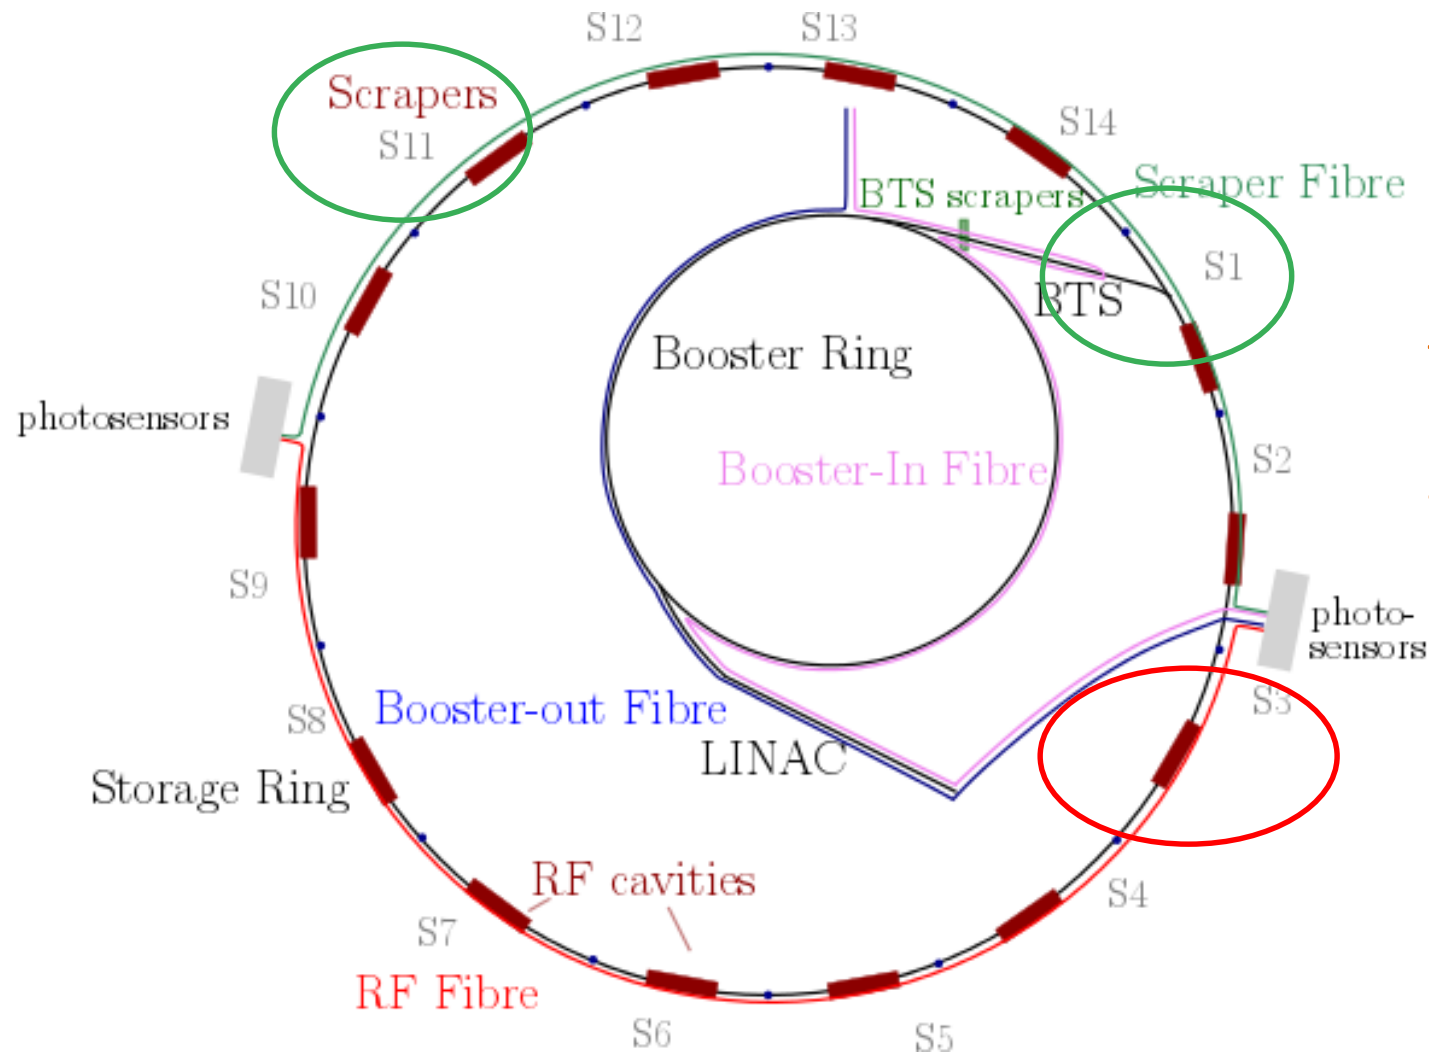 S12
S13
Scrapers
S11
S14
Scraper Fibre
BTS scrapers
S1
S10
BTS
Booster Ring
photosensors
Booster-In Fibre
S2
S9
photo-
sensors
S3
S8
Booster-out Fibre
LINAC
Storage Ring
RF cavities
S4
S7
RF Fibre
S6
S5